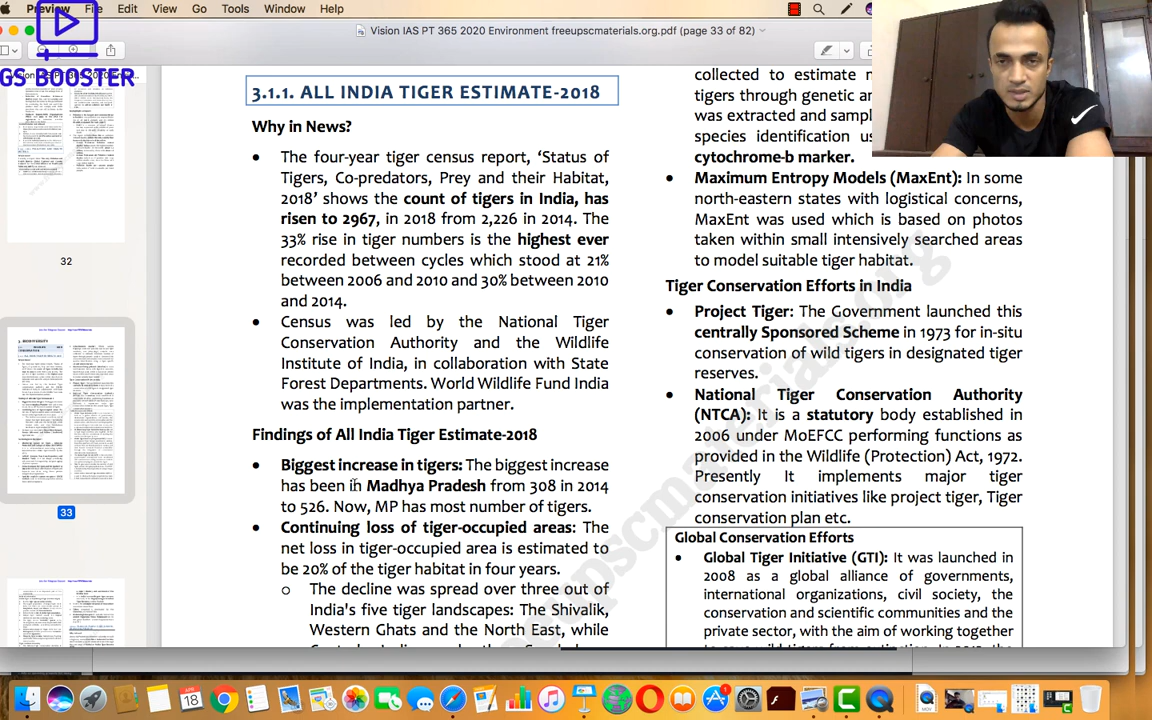 Preview File Edit View Go Tools Window Help
Vision IAS PT 365 2020 Environment freeupscmaterials.org.pdf (page 33 of 82)
GS BOOSTER
32
33
3.1.1. ALL INDIA TIGER ESTIMATE-2018
Why in News?
• The four-year tiger census report, ‘Status of
Tigers, Co-predators, Prey and their Habitat,
2018’ shows the count of tigers in India, has
risen to 2967, in 2018 from 2,226 in 2014. The
33% rise in tiger numbers is the highest ever
recorded between cycles which stood at 21%
between 2006 and 2010 and 30% between 2010
and 2014.
• Census was led by the National Tiger
Conservation Authority and the Wildlife
Institute of India, in collaboration with State
Forest Departments. World Wildlife Fund India
was the implementation partner.
Findings of All India Tiger Estimate-2018
• Biggest increase in tigers: The biggest increase
has been in Madhya Pradesh from 308 in 2014
to 526. Now, MP has most number of tigers.
• Continuing loss of tiger-occupied areas: The
net loss in tiger-occupied area is estimated to
be 20% of the tiger habitat in four years.
o The decline was spread over three out of
India's five tiger landscape- The Shivalik,
Western Ghats and the North East, while
collected to estimate
tigers through genetic
was extracted and
species identification
cytochrome-b marker.
• Maximum Entropy Models (MaxEnt): In some
north-eastern states with logistical concerns,
MaxEnt was used which is based on photos
taken within small intensively searched areas
to model suitable tiger habitat.
Tiger Conservation Efforts in India
• Project Tiger: The Government launched this
centrally Sponsored Scheme in 1973 for in-situ
conservation of wild tigers in designated tiger
reserves.
• National Tiger Conservation Authority
(NTCA): It is a statutory body established in
2006 under MoEFCC performing functions as
provided in the Wildlife (Protection) Act, 1972.
Presently It implements major tiger
conservation initiatives like project tiger, Tiger
conservation plan etc.
Global Conservation Efforts
• Global Tiger Initiative (GTI): It was launched in
2008 as a global alliance of governments,
international organizations, civil society, the
conservation and scientific communities and the
private sector, with the aim of working together
APR
18